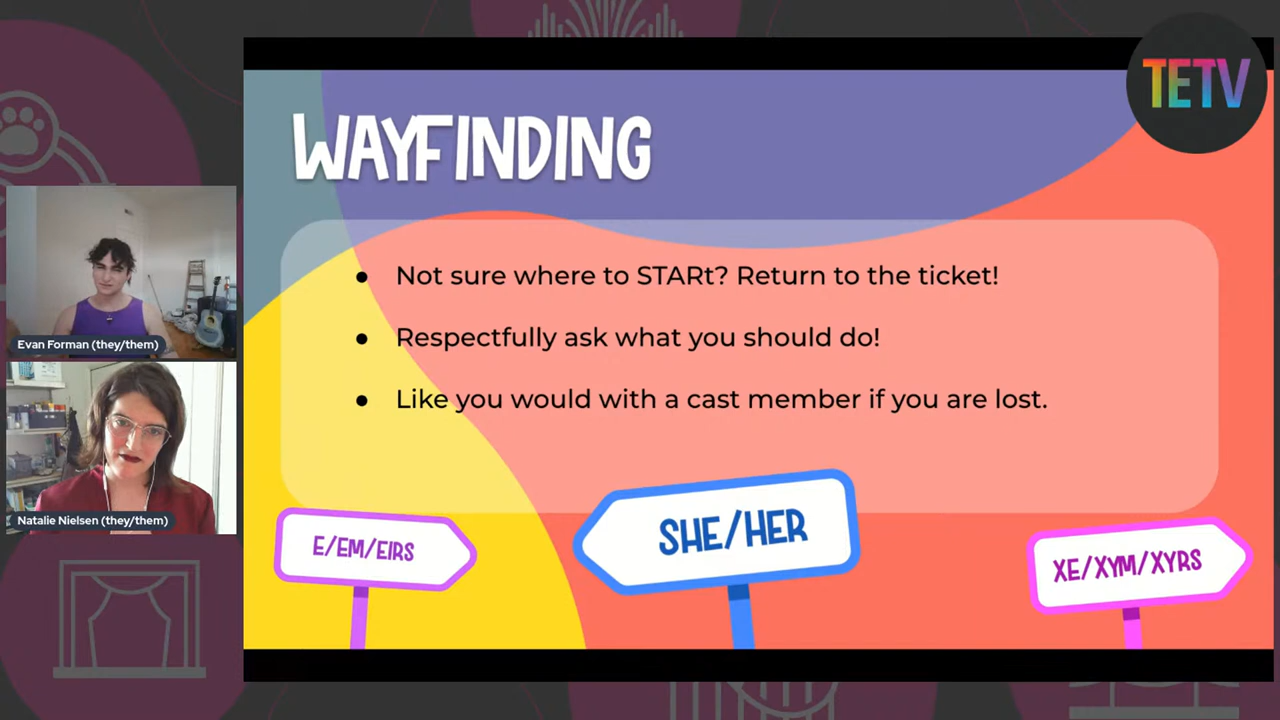 TETV
WAYFINDING
● Not sure where to STARt? Return to the ticket!
● Respectfully ask what you should do!
● Like you would with a cast member if you are lost.
Evan Forman (they/them)
Natalie Nielsen (they/them)
E/EM/EIRS
SHE/HER
XE/XYM/XYRS